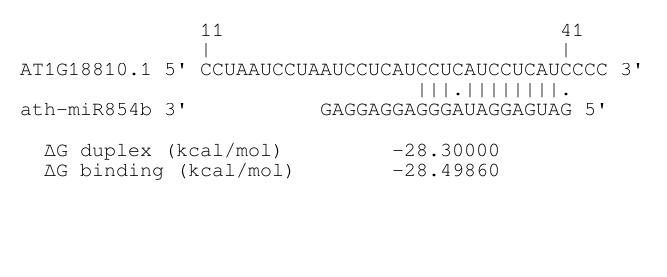 11 41
| |
AT1G18810.1 5' CCUAAUCCUAAUCCUCAUCCUCAUCCUCAUCCCC 3'
|||.||||||||.
ath-miR854b 3' GAGGAGGAGGGAUAGGAGUAG 5'
ΔG duplex (kcal/mol) -28.30000
ΔG binding (kcal/mol) -28.49860